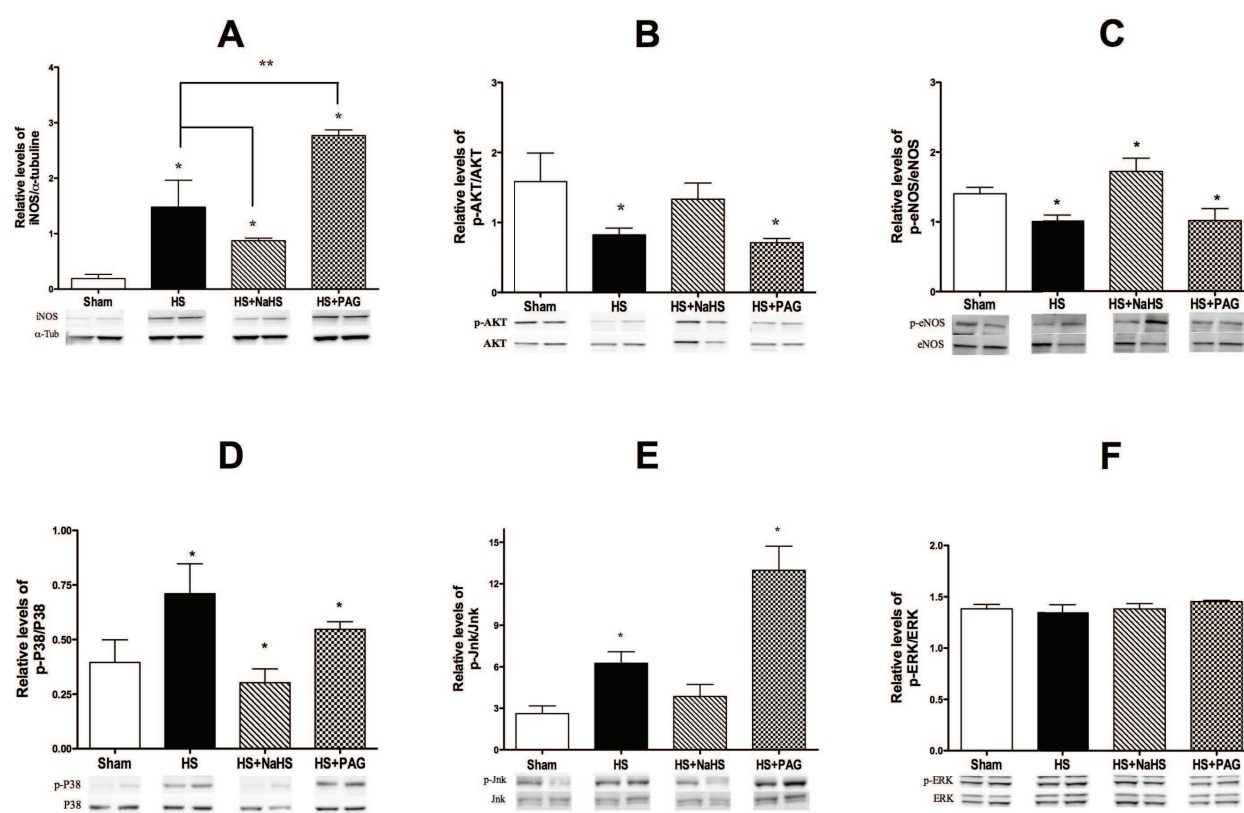 A
Relative levels of
iNOS/α-tubuline
4
3
2
1
0
**
*
*
*
Sham HS HS+NaHS HS+PAG
iNOS
α-Tub
B
Relative levels of
p-AKT/AKT
3
2
1
0
*
*
Sham HS HS+NaHS HS+PAG
p-AKT
AKT
C
Relative levels of
p-eNOS/eNOS
3
2
1
0
*
*
*
Sham HS HS+NaHS HS+PAG
p-eNOS
eNOS
D
Relative levels of
p-P38/P38
1.00
0.75
0.50
0.25
0.00
*
*
*
Sham HS HS+NaHS HS+PAG
p-P38
P38
E
Relative levels of
p-Jnk/Jnk
15
12
9
6
3
0
*
*
Sham HS HS+NaHS HS+PAG
p-Jnk
Jnk
F
Relative levels of
p-ERK/ERK
2.0
1.5
1.0
0.5
0.0
Sham HS HS+NaHS HS+PAG
p-ERK
ERK